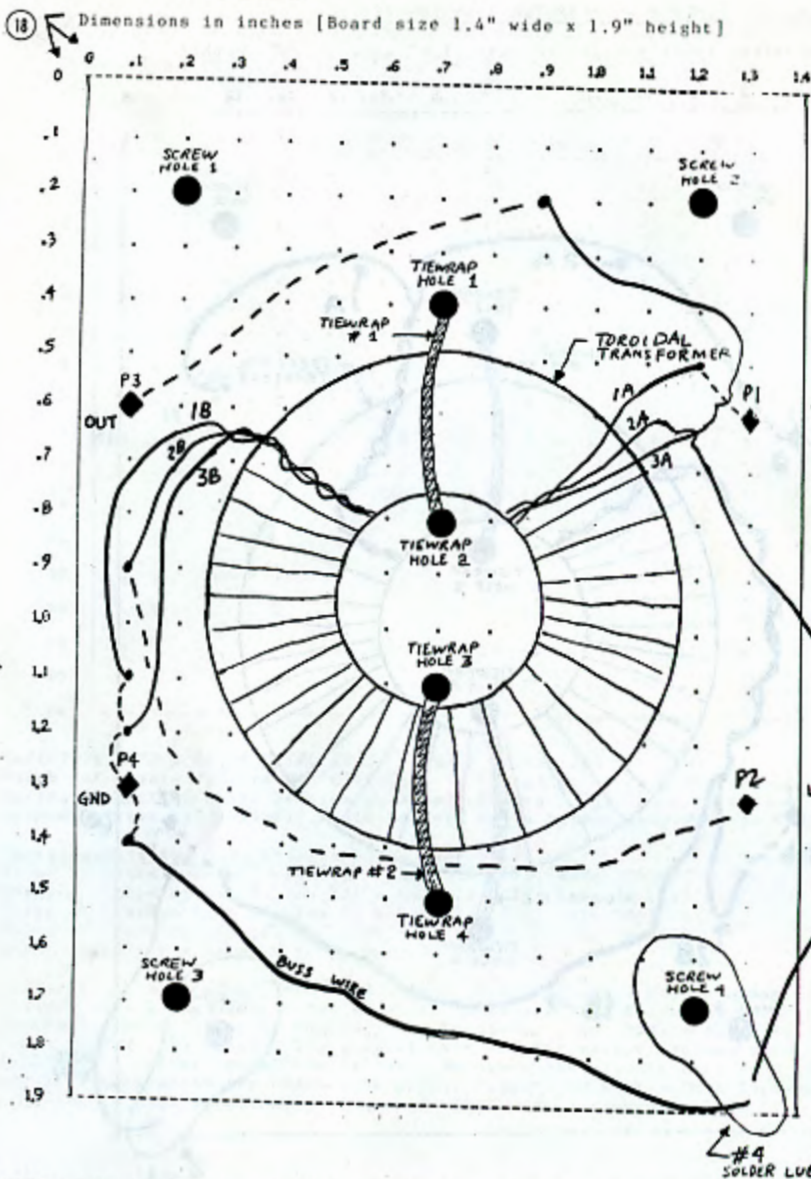 18 Dimensions in inches [Board size 1.4" wide x 1.9" height]
0 .1 .2 .3 .4 .5 .6 .7 .8 .9 1.0 1.1 1.2 1.3 1.4
0
.1
.2
.3
.4
.5
.6
.7
.8
.9
1.0
1.1
1.2
1.3
1.4
1.5
1.6
1.7
1.8
1.9
SCREW
HOLE 1
SCREW
HOLE 2
TIEWRAP
HOLE 1
TIEWRAP
# 1
TOROIDAL
TRANSFORMER
P3
OUT
1B
2B
3B
1A
2A
3A
P1
TIEWRAP
HOLE 2
TIEWRAP
HOLE 3
P4
GND
P2
TIEWRAP #2
TIEWRAP
HOLE 4
SCREW
HOLE 3
BUSS WIRE
SCREW
HOLE 4
#4
SOLDER LUG